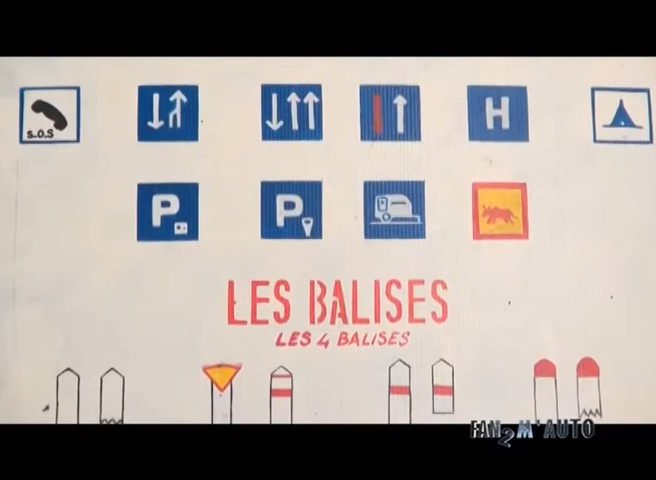 S.O.S
H
P
P
LES BALISES
LES 4 BALISES
FAN2M'AUTO